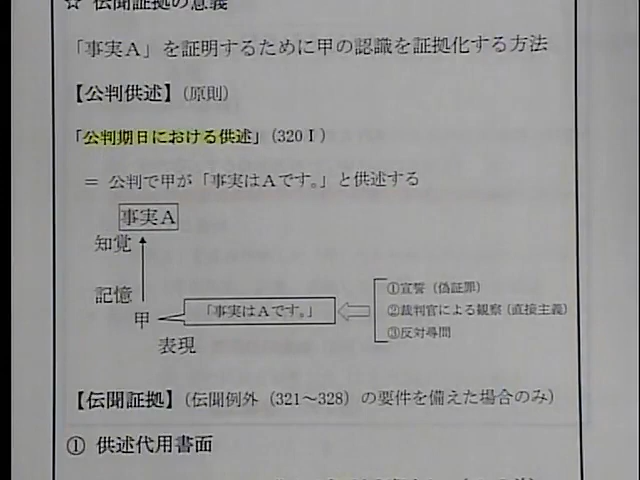 ☆ 伝聞証拠の意義
「事実A」を証明するために甲の認識を証拠化する方法
【公判供述】（原則）
「公判期日における供述」（320Ⅰ）
＝ 公判で甲が「事実はAです。」と供述する
事実A
知覚
記憶
甲
「事実はAです。」
表現
①宣誓（偽証罪）
②裁判官による観察（直接主義）
③反対尋問
【伝聞証拠】（伝聞例外（321～328）の要件を備えた場合のみ）
① 供述代用書面